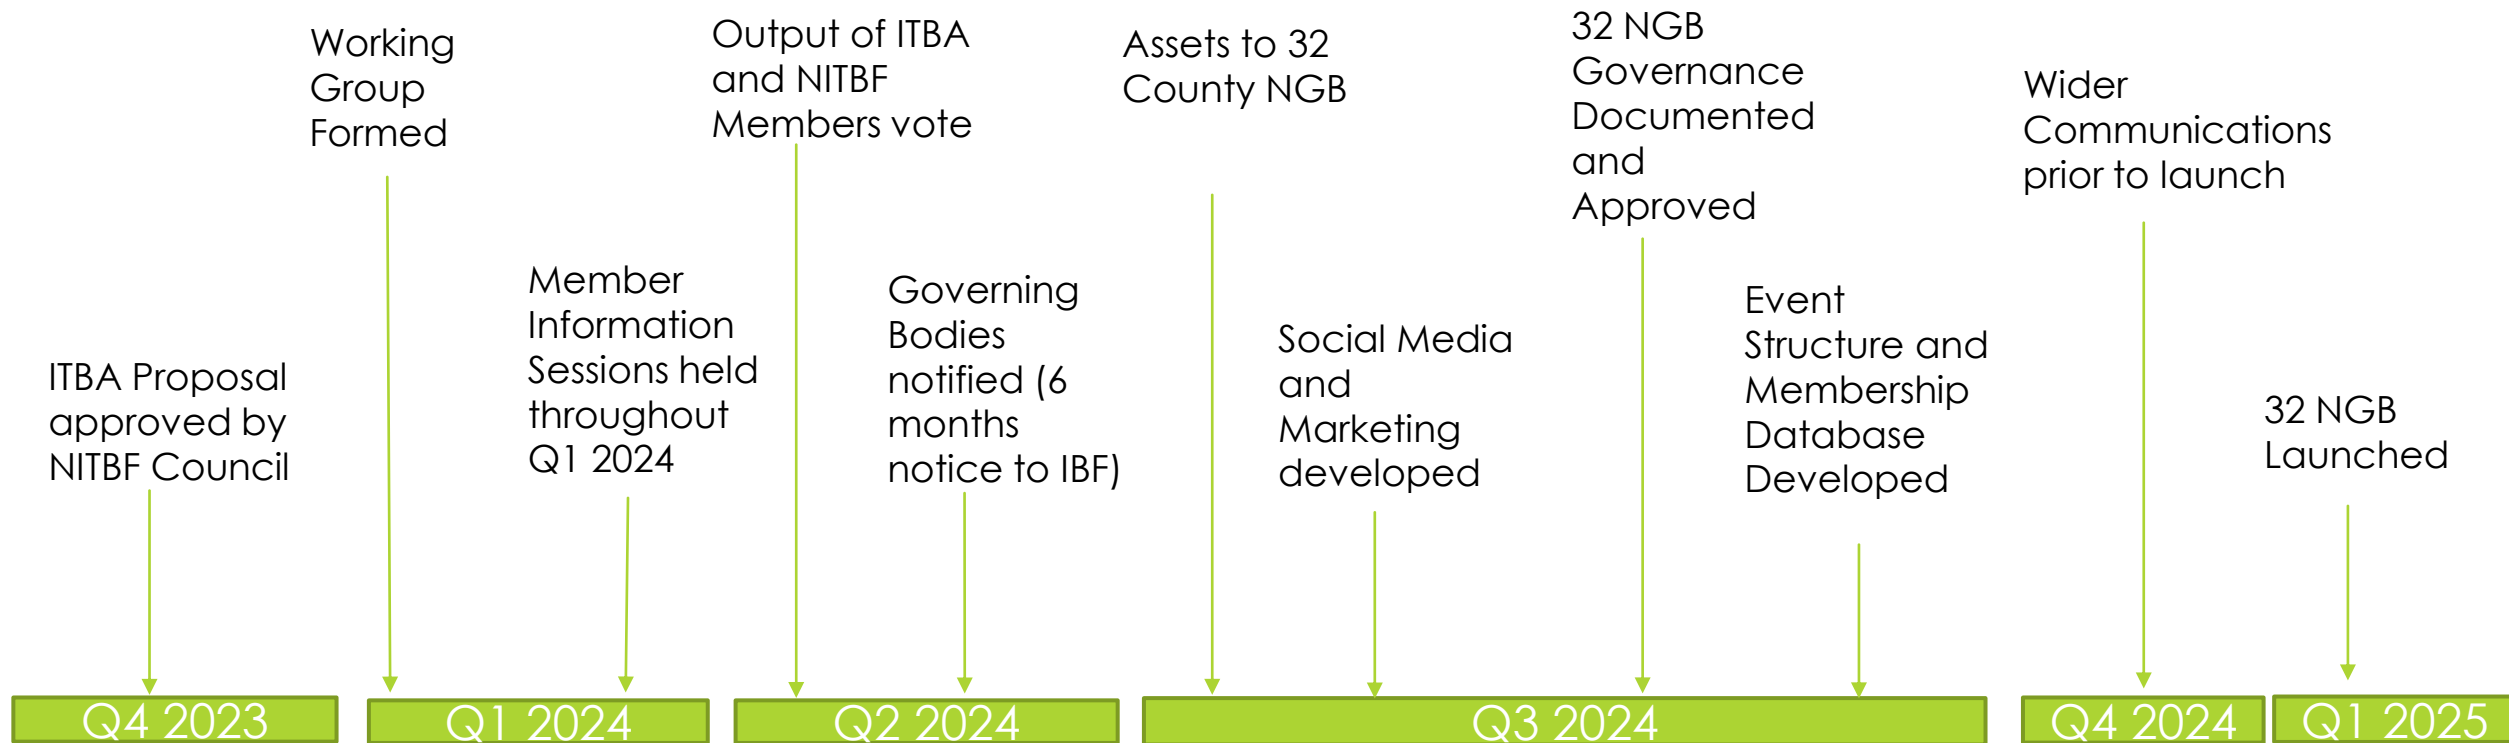 ITBA Proposal
approved by
NITBF Council
Working
Group
Formed
Member
Information
Sessions held
throughout
Q1 2024
Output of ITBA
and NITBF
Members vote
Governing
Bodies
notified (6
months
notice to IBF)
Assets to 32
County NGB
Social Media
and
Marketing
developed
32 NGB
Governance
Documented
and
Approved
Event
Structure and
Membership
Database
Developed
Wider
Communications
prior to launch
32 NGB
Launched
Q4 2023
Q1 2024
Q2 2024
Q3 2024
Q4 2024
Q1 2025